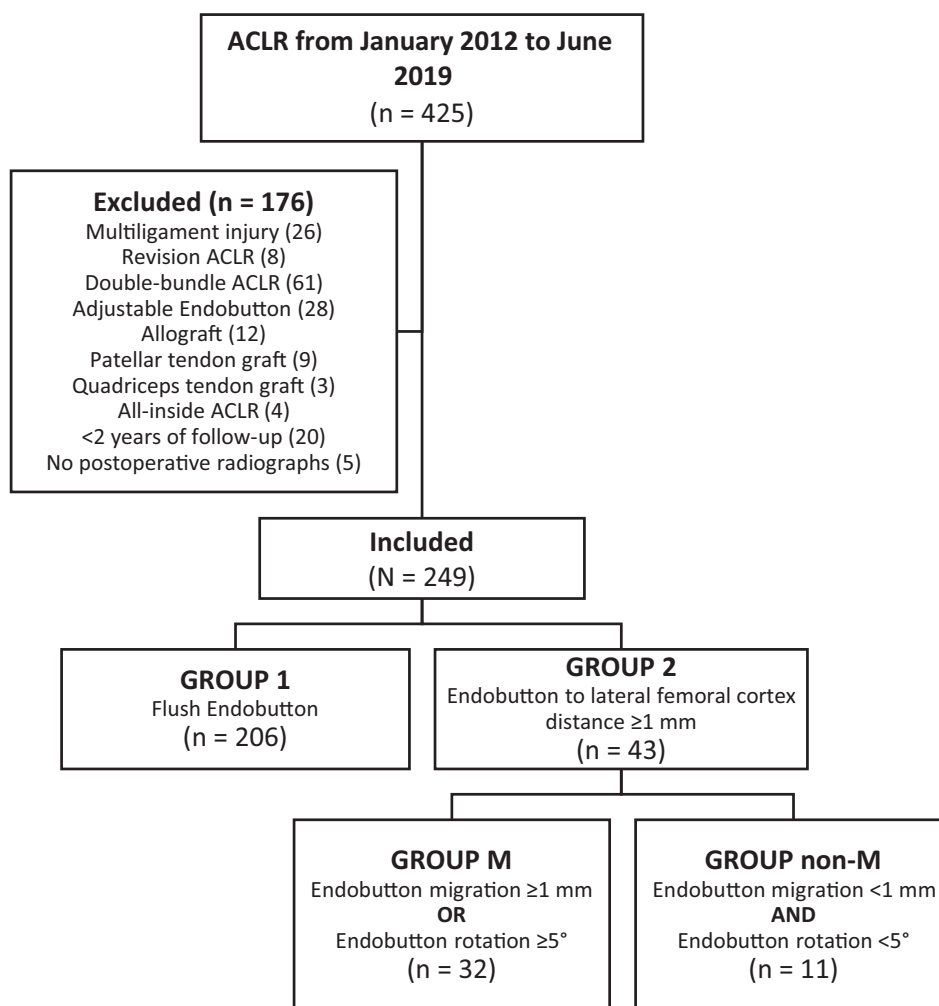 ACLR from January 2012 to June
2019
(n = 425)
Excluded (n = 176)
Multiligament injury (26)
Revision ACLR (8)
Double-bundle ACLR (61)
Adjustable Endobutton (28)
Allograft (12)
Patellar tendon graft (9)
Quadriceps tendon graft (3)
All-inside ACLR (4)
<2 years of follow-up (20)
No postoperative radiographs (5)
Included
(N = 249)
GROUP 1
Flush Endobutton
(n = 206)
GROUP 2
Endobutton to lateral femoral cortex
distance ≥1 mm
(n = 43)
GROUP M
Endobutton migration ≥1 mm
OR
Endobutton rotation ≥5°
(n = 32)
GROUP non-M
Endobutton migration <1 mm
AND
Endobutton rotation <5°
(n = 11)